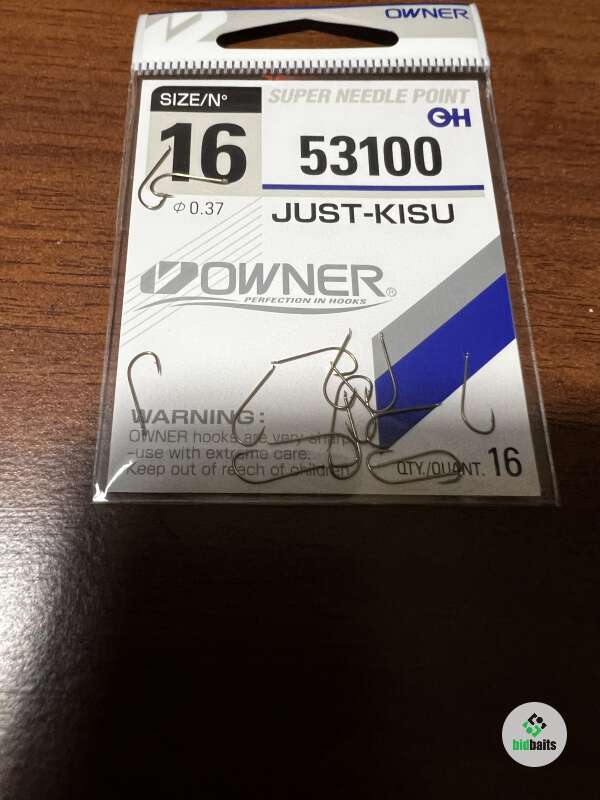 OWNER
SIZE/N°
SUPER NEEDLE POINT
16
53100
φ 0.37
JUST-KISU
OWNER®
PERFECTION IN HOOKS
WARNING:
OWNER hooks are very sharp
-use with extreme care.
Keep out of reach of children
QTY./QUANT. 16
bidbaits